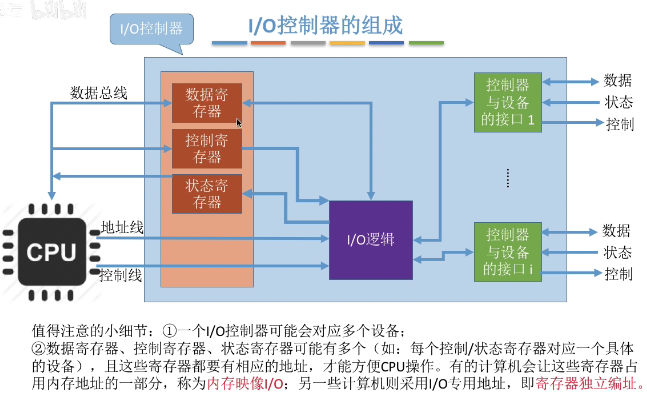 bilibili
I/O控制器的组成
I/O控制器
数据总线
数据寄
存器
控制寄
存器
状态寄
存器
I/O逻辑
CPU
地址线
控制线
控制器
与设备
的接口 1
数据
状态
控制
……
控制器
与设备
的接口 i
数据
状态
控制
值得注意的小细节：①一个I/O控制器可能会对应多个设备；
②数据寄存器、控制寄存器、状态寄存器可能有多个（如：每个控制/状态寄存器对应一个具体
的设备），且这些寄存器都要有相应的地址，才能方便CPU操作。有的计算机会让这些寄存器占
用内存地址的一部分，称为内存映像I/O；另一些计算机则采用I/O专用地址，即寄存器独立编址。